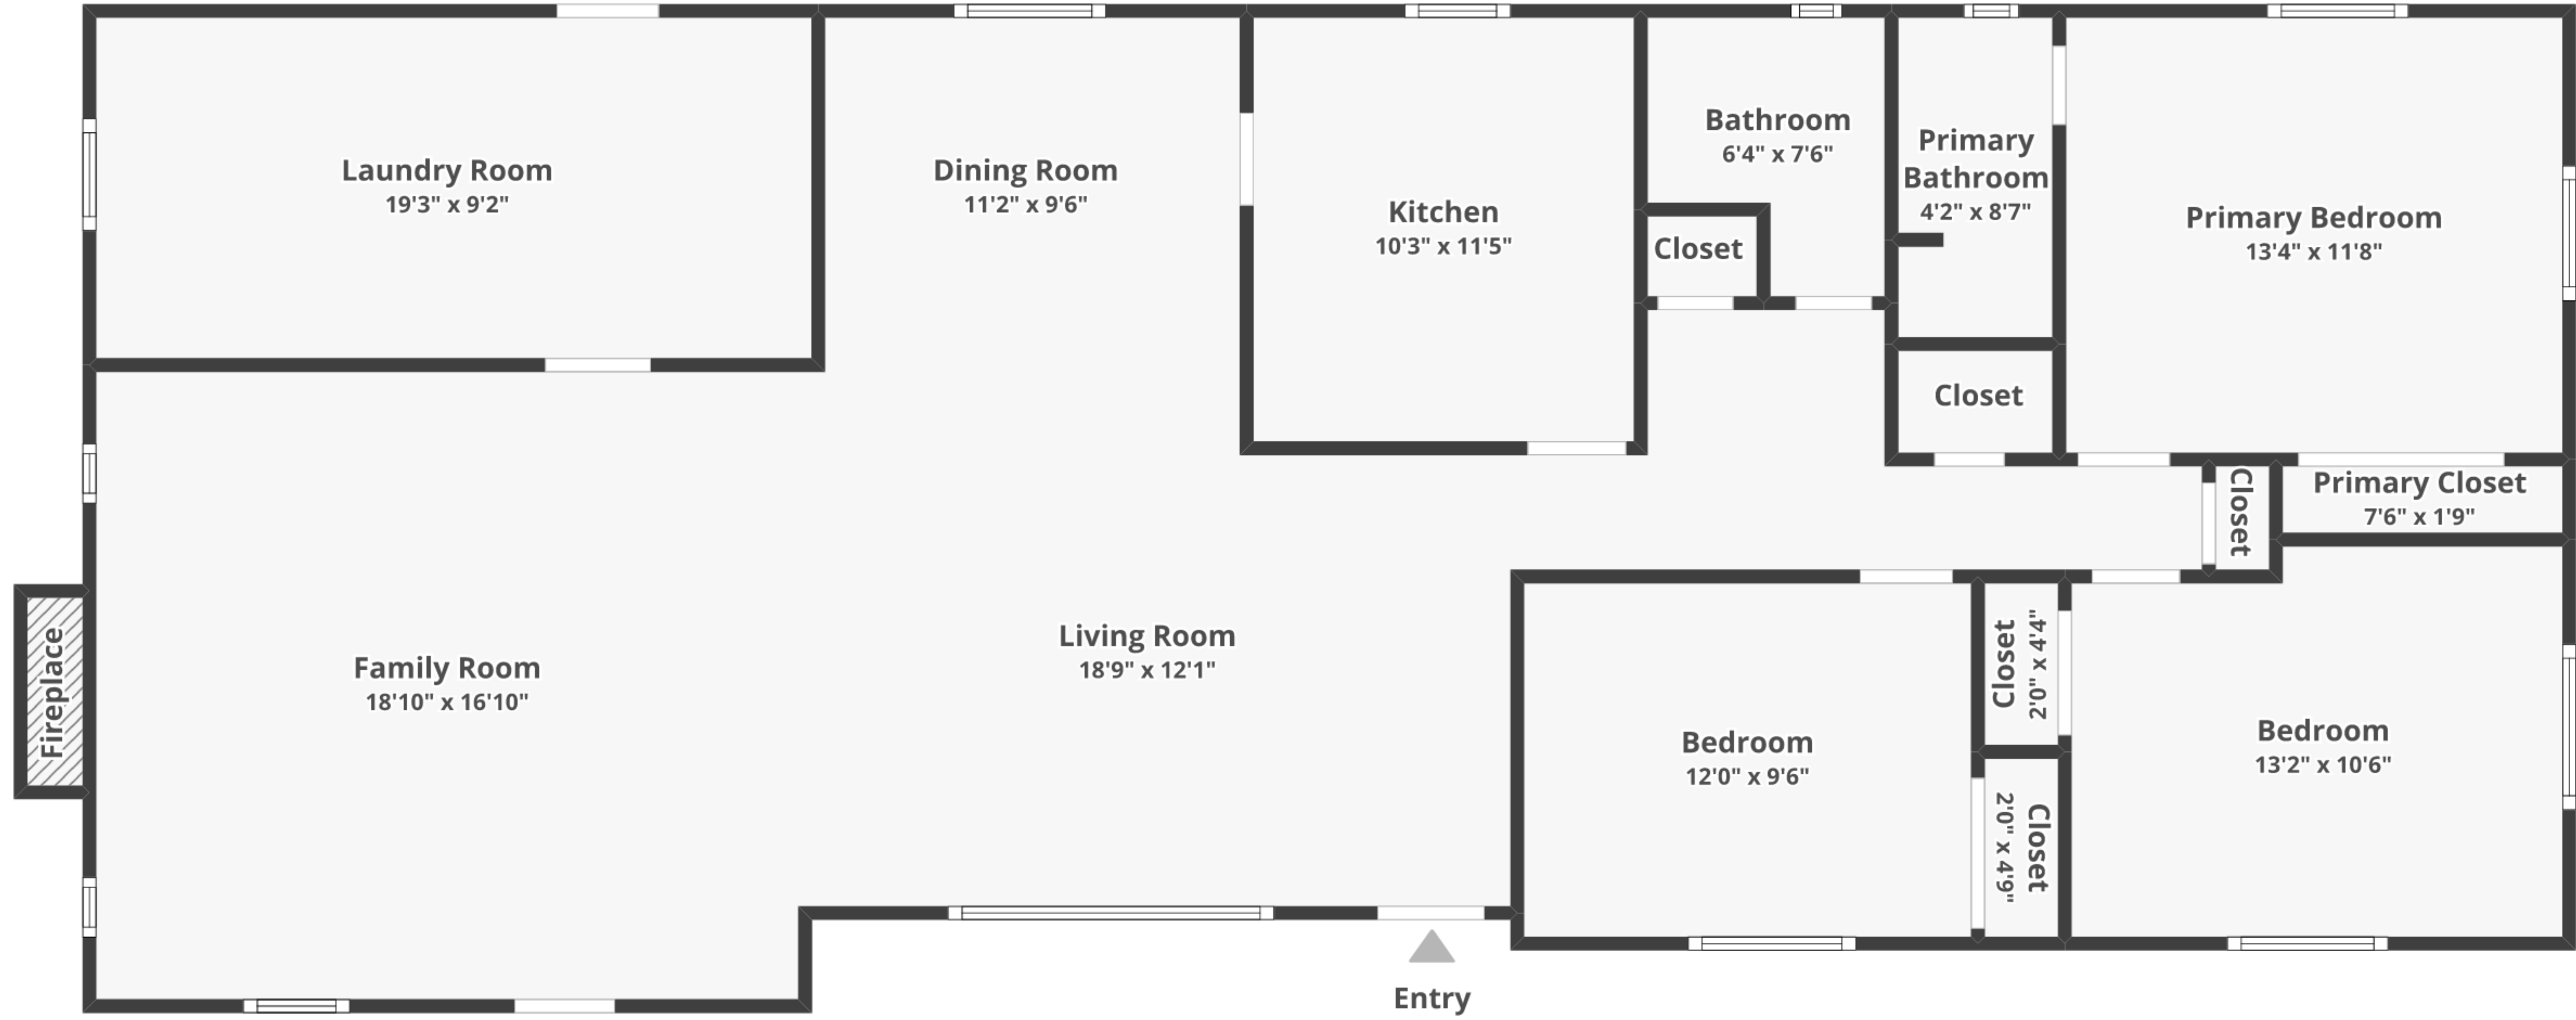 Laundry Room
19'3" x 9'2"
Dining Room
11'2" x 9'6"
Kitchen
10'3" x 11'5"
Bathroom
6'4" x 7'6"
Closet
Primary
Bathroom
4'2" x 8'7"
Closet
Primary Bedroom
13'4" x 11'8"
Closet
Primary Closet
7'6" x 1'9"
Fireplace
Family Room
18'10" x 16'10"
Living Room
18'9" x 12'1"
Bedroom
12'0" x 9'6"
Closet
2'0" x 4'4"
Closet
2'0" x 4'9"
Bedroom
13'2" x 10'6"
Entry